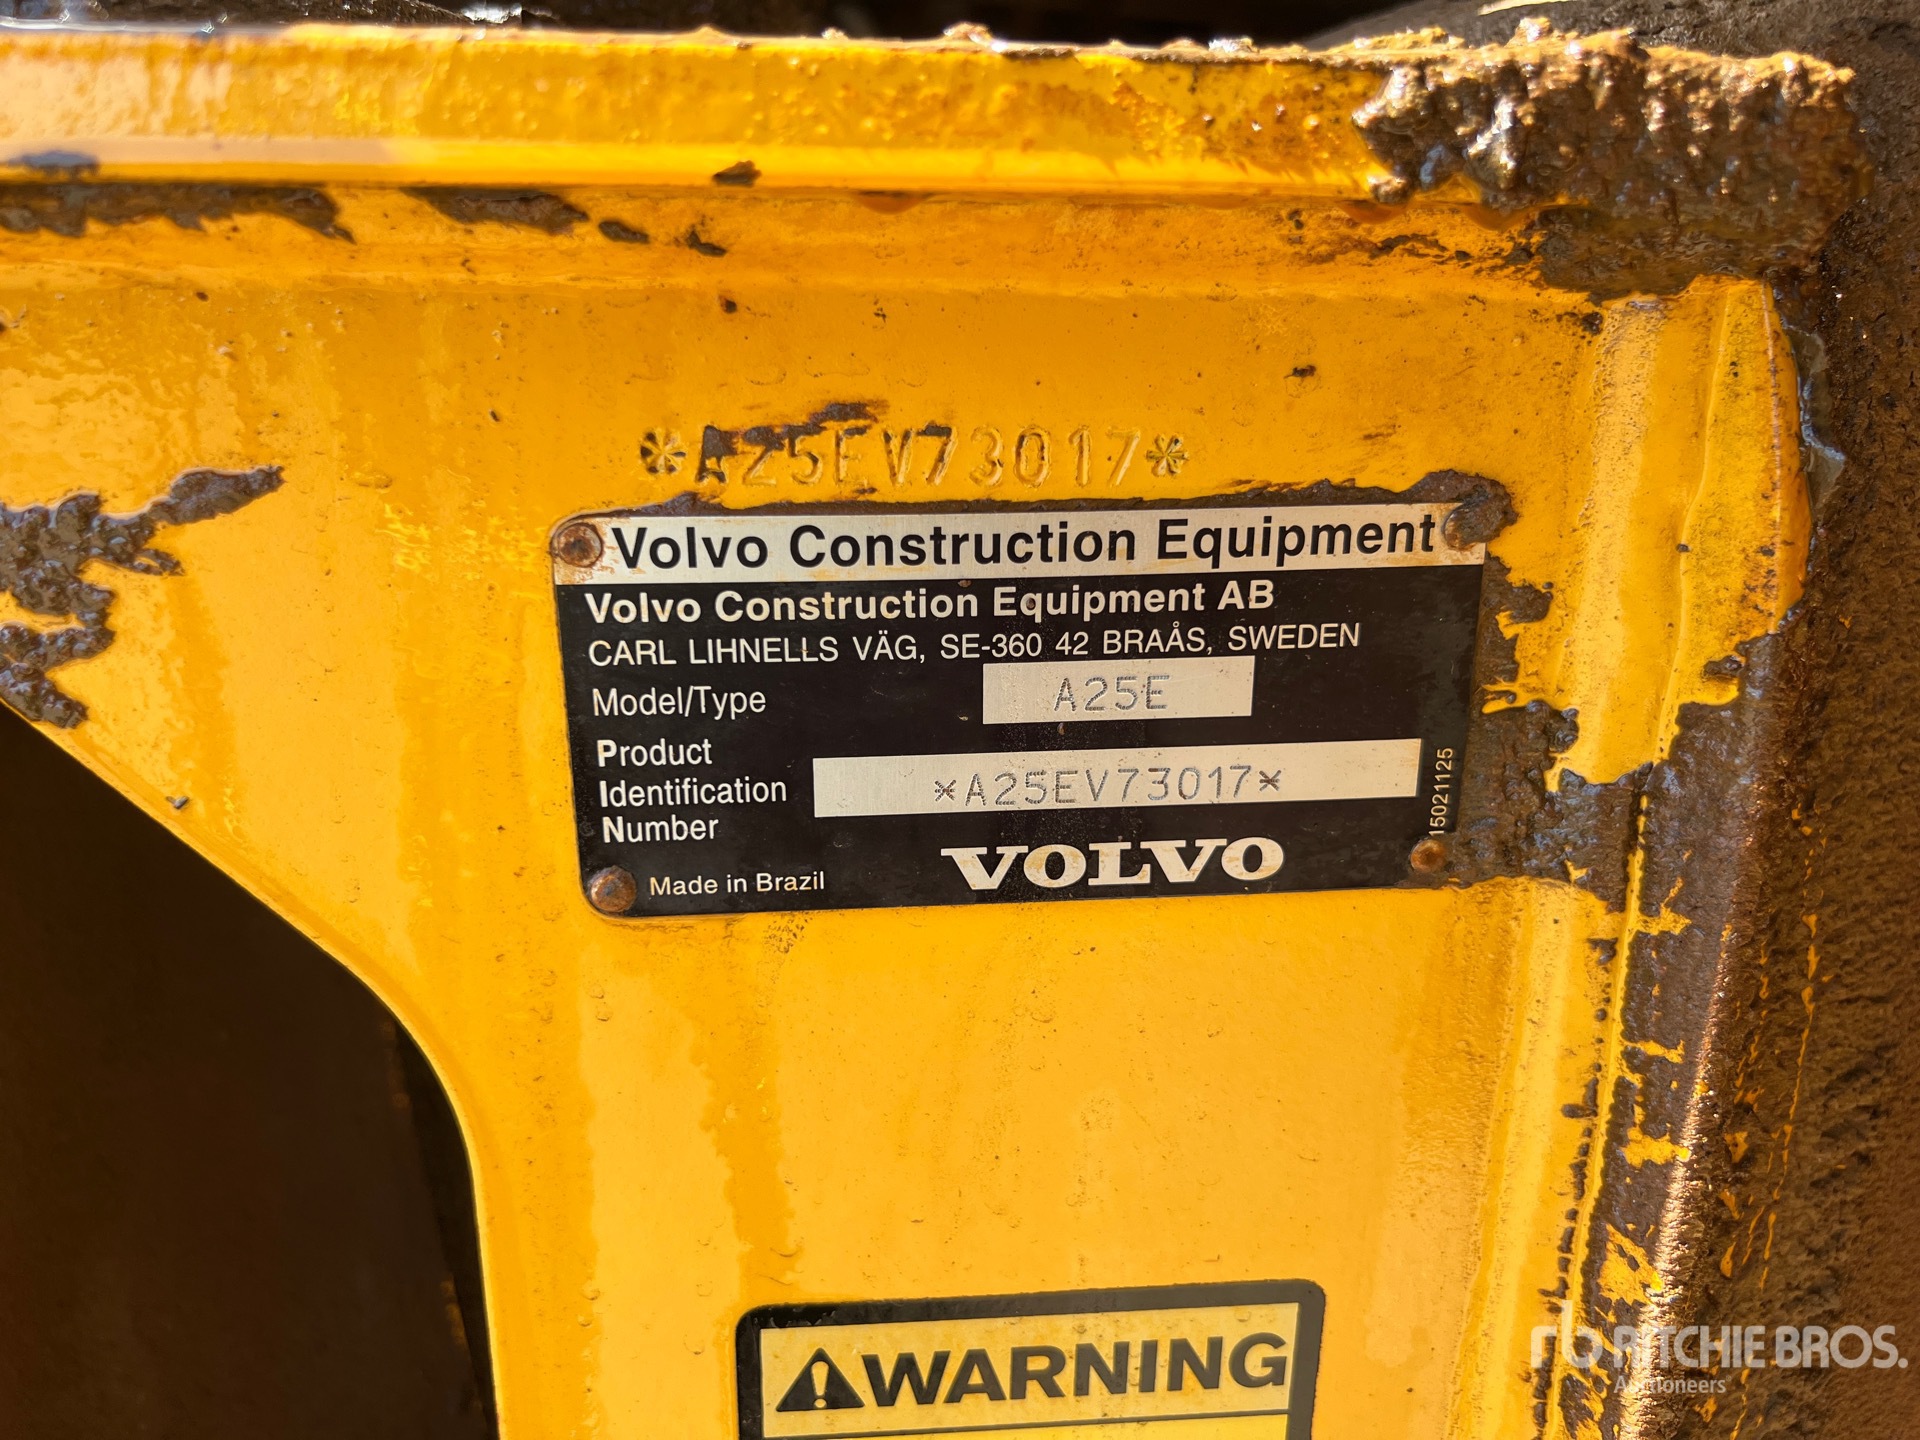 *A25EV73017*
Volvo Construction Equipment
Volvo Construction Equipment AB
CARL LIHNELLS VÄG, SE-360 42 BRAÅS, SWEDEN
Model/Type A25E
Product
Identification *A25EV73017*
Number
15021125
Made in Brazil VOLVO
WARNING
rb RITCHIE BROS.
Auctioneers